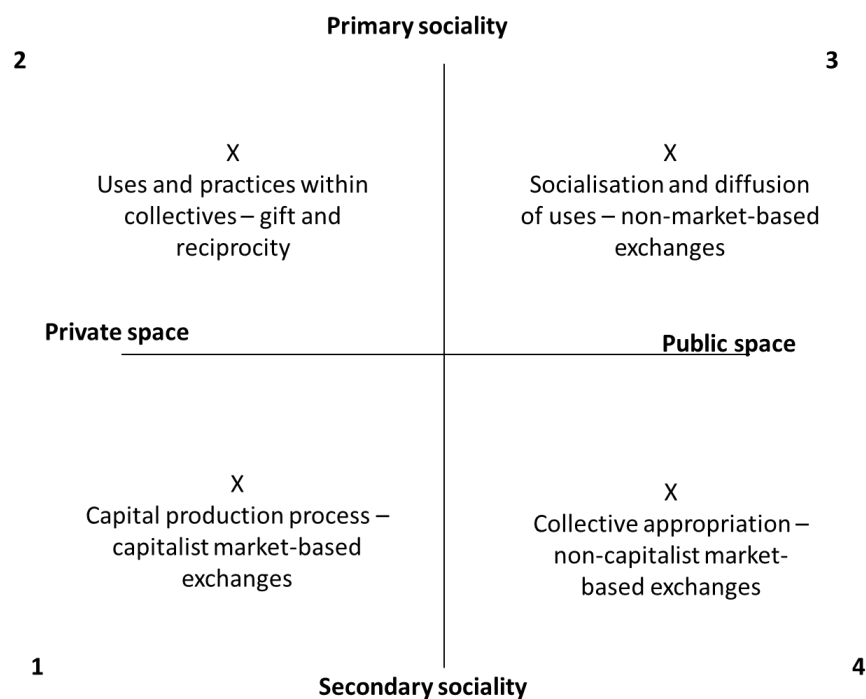 Primary sociality
2
3
X
Uses and practices within
collectives – gift and
reciprocity
X
Socialisation and diffusion
of uses – non-market-based
exchanges
Private space
Public space
X
Capital production process –
capitalist market-based
exchanges
X
Collective appropriation –
non-capitalist market-
based exchanges
1
4
Secondary sociality